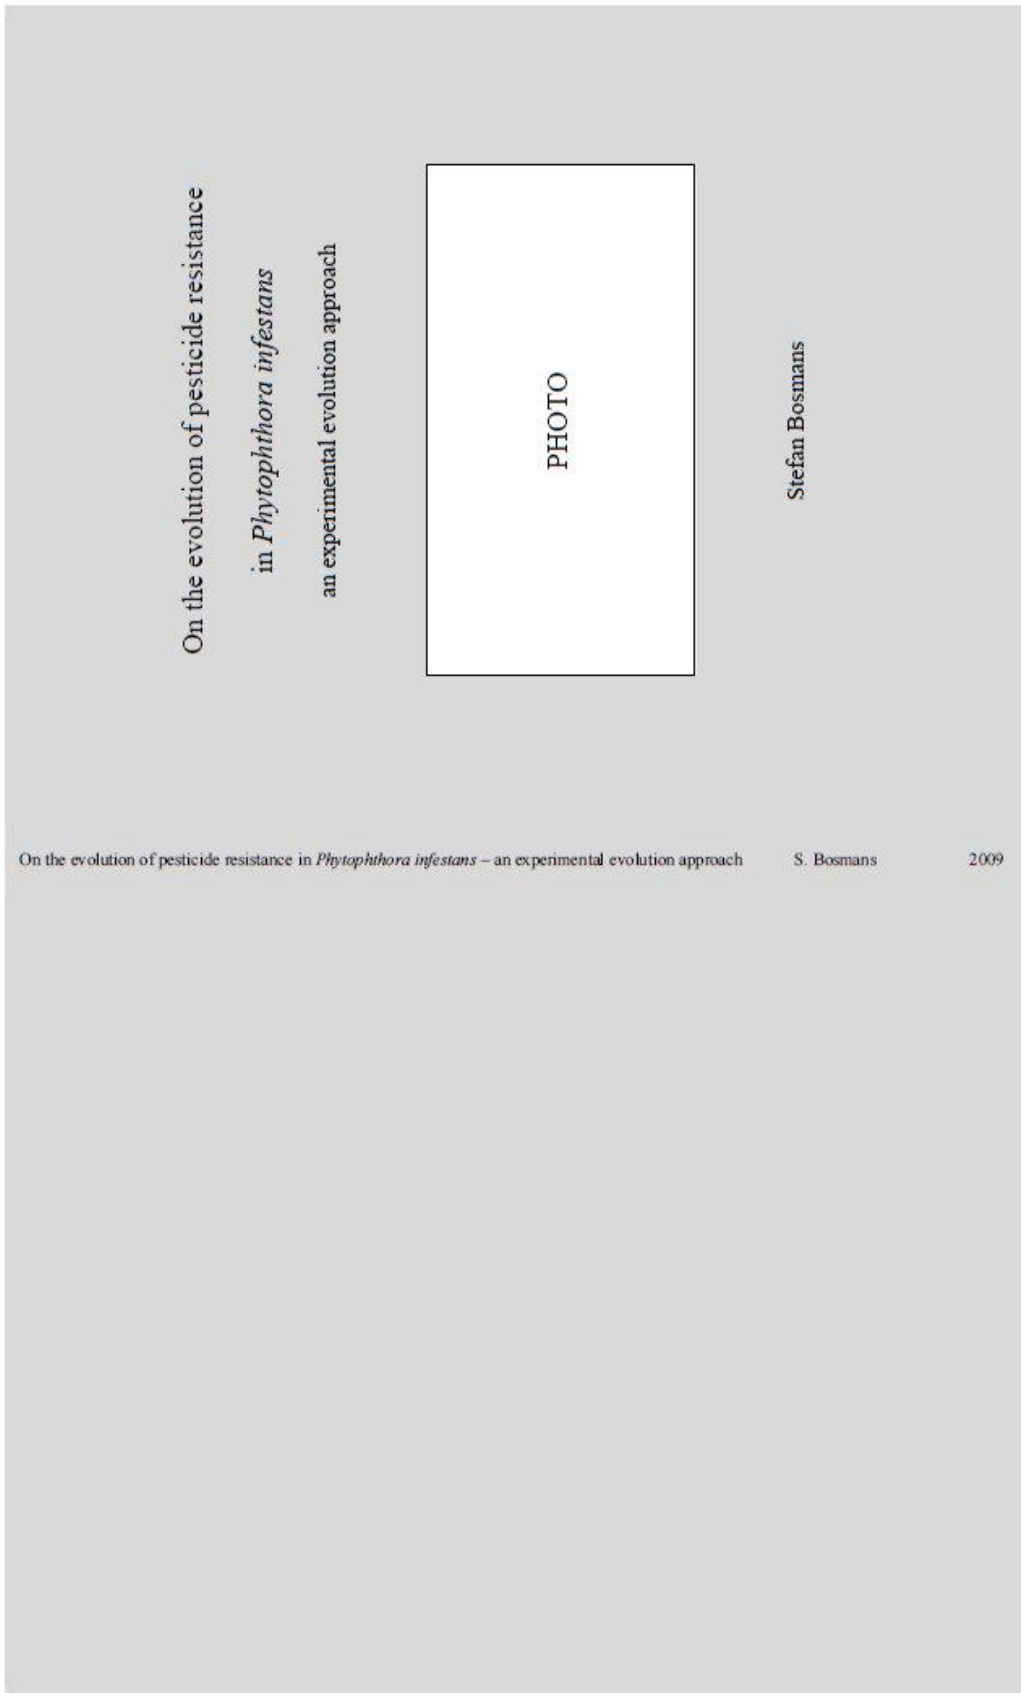 On the evolution of pesticide resistance
in Phytophthora infestans
an experimental evolution approach
PHOTO
Stefan Bosmans
On the evolution of pesticide resistance in Phytophthora infestans – an experimental evolution approach S. Bosmans 2009